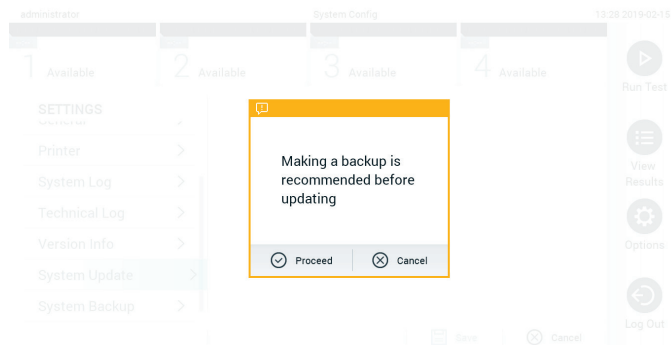 administrator
System Config
12:28 2019-02-15
1 Available
2 Available
3 Available
4 Available
Run Test
SETTINGS
General
Printer
System Log
Technical Log
Version Info
System Update
System Backup
Making a backup is
recommended before
updating
Proceed
Cancel
View
Results
Options
Log Out
Save
Cancel